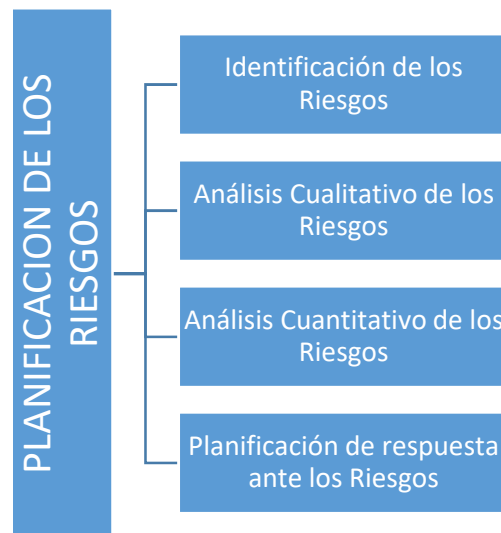 PLANIFICACION DE LOS
RIESGOS
Identificación de los
Riesgos
Análisis Cualitativo de los
Riesgos
Análisis Cuantitativo de los
Riesgos
Planificación de respuesta
ante los Riesgos